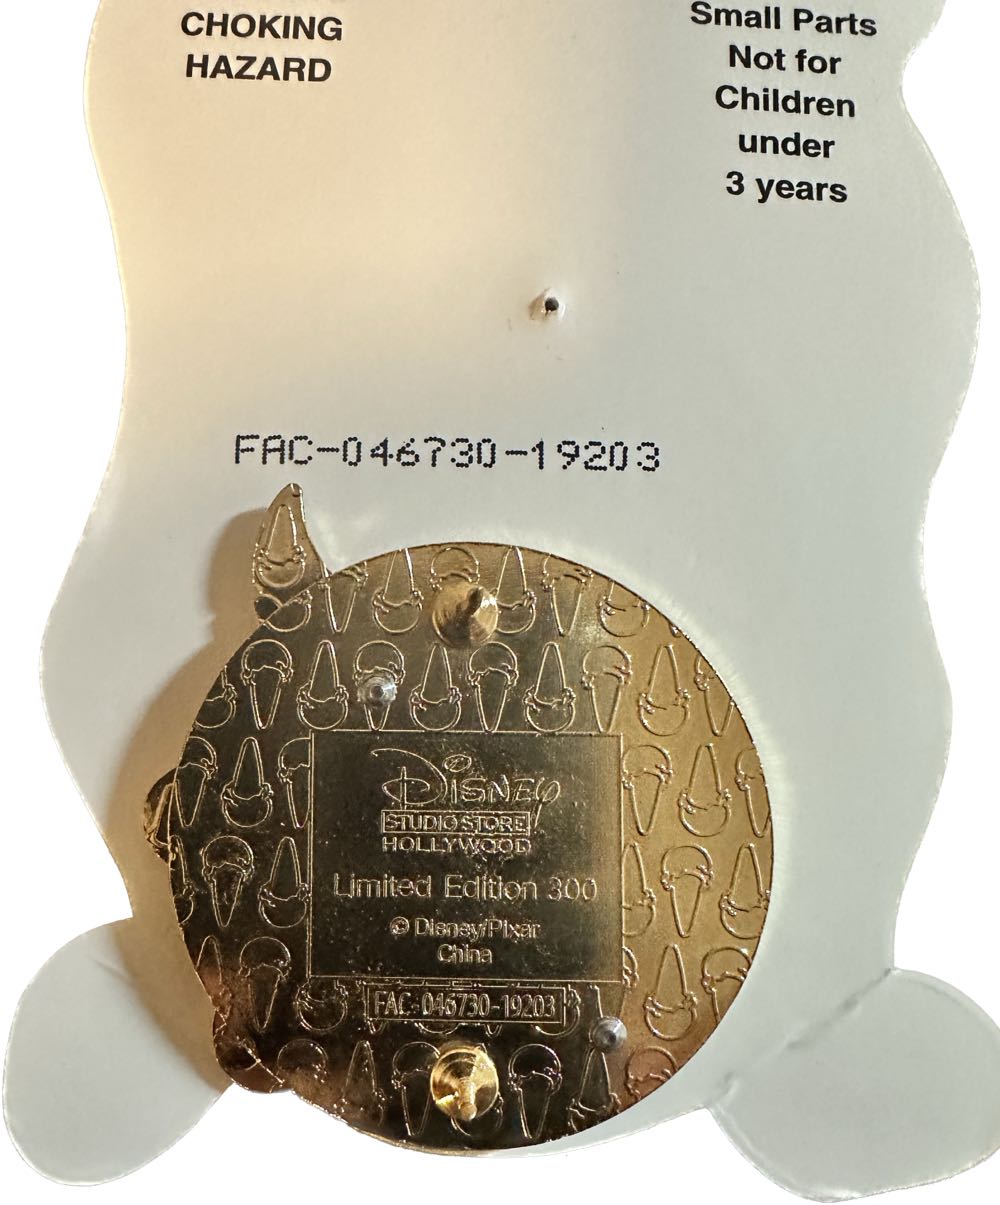 CHOKING
HAZARD
Small Parts
Not for
Children
under
3 years
FAC-046730-19203
Disney
STUDIO STORE
HOLLYWOOD
Limited Edition 300
© Disney/Pixar
China
FAC-046730-19203